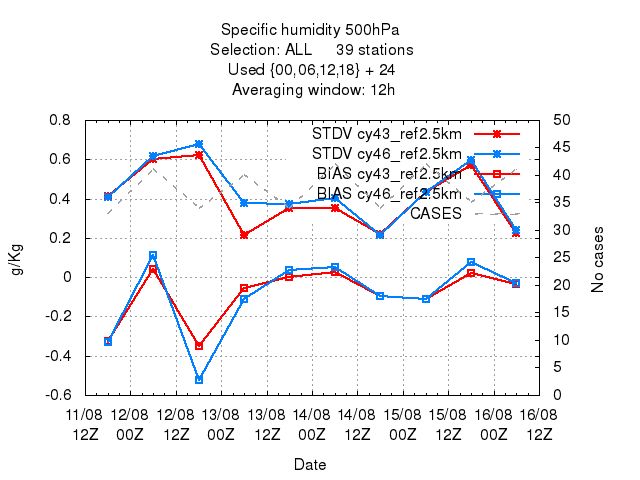 Specific humidity 500hPa
Selection: ALL 39 stations
Used {00,06,12,18} + 24
Averaging window: 12h
0.8
0.6
0.4
0.2
0
-0.2
-0.4
-0.6
g/Kg
50
45
40
35
30
25
20
15
10
5
0
No cases
STDV cy43_ref2.5km
STDV cy46_ref2.5km
BIAS cy43_ref2.5km
BIAS cy46_ref2.5km
CASES
11/08 12/08 12/08 13/08 13/08 14/08 14/08 15/08 15/08 16/08 16/08
12Z 00Z 12Z 00Z 12Z 00Z 12Z 00Z 12Z 00Z 12Z
Date